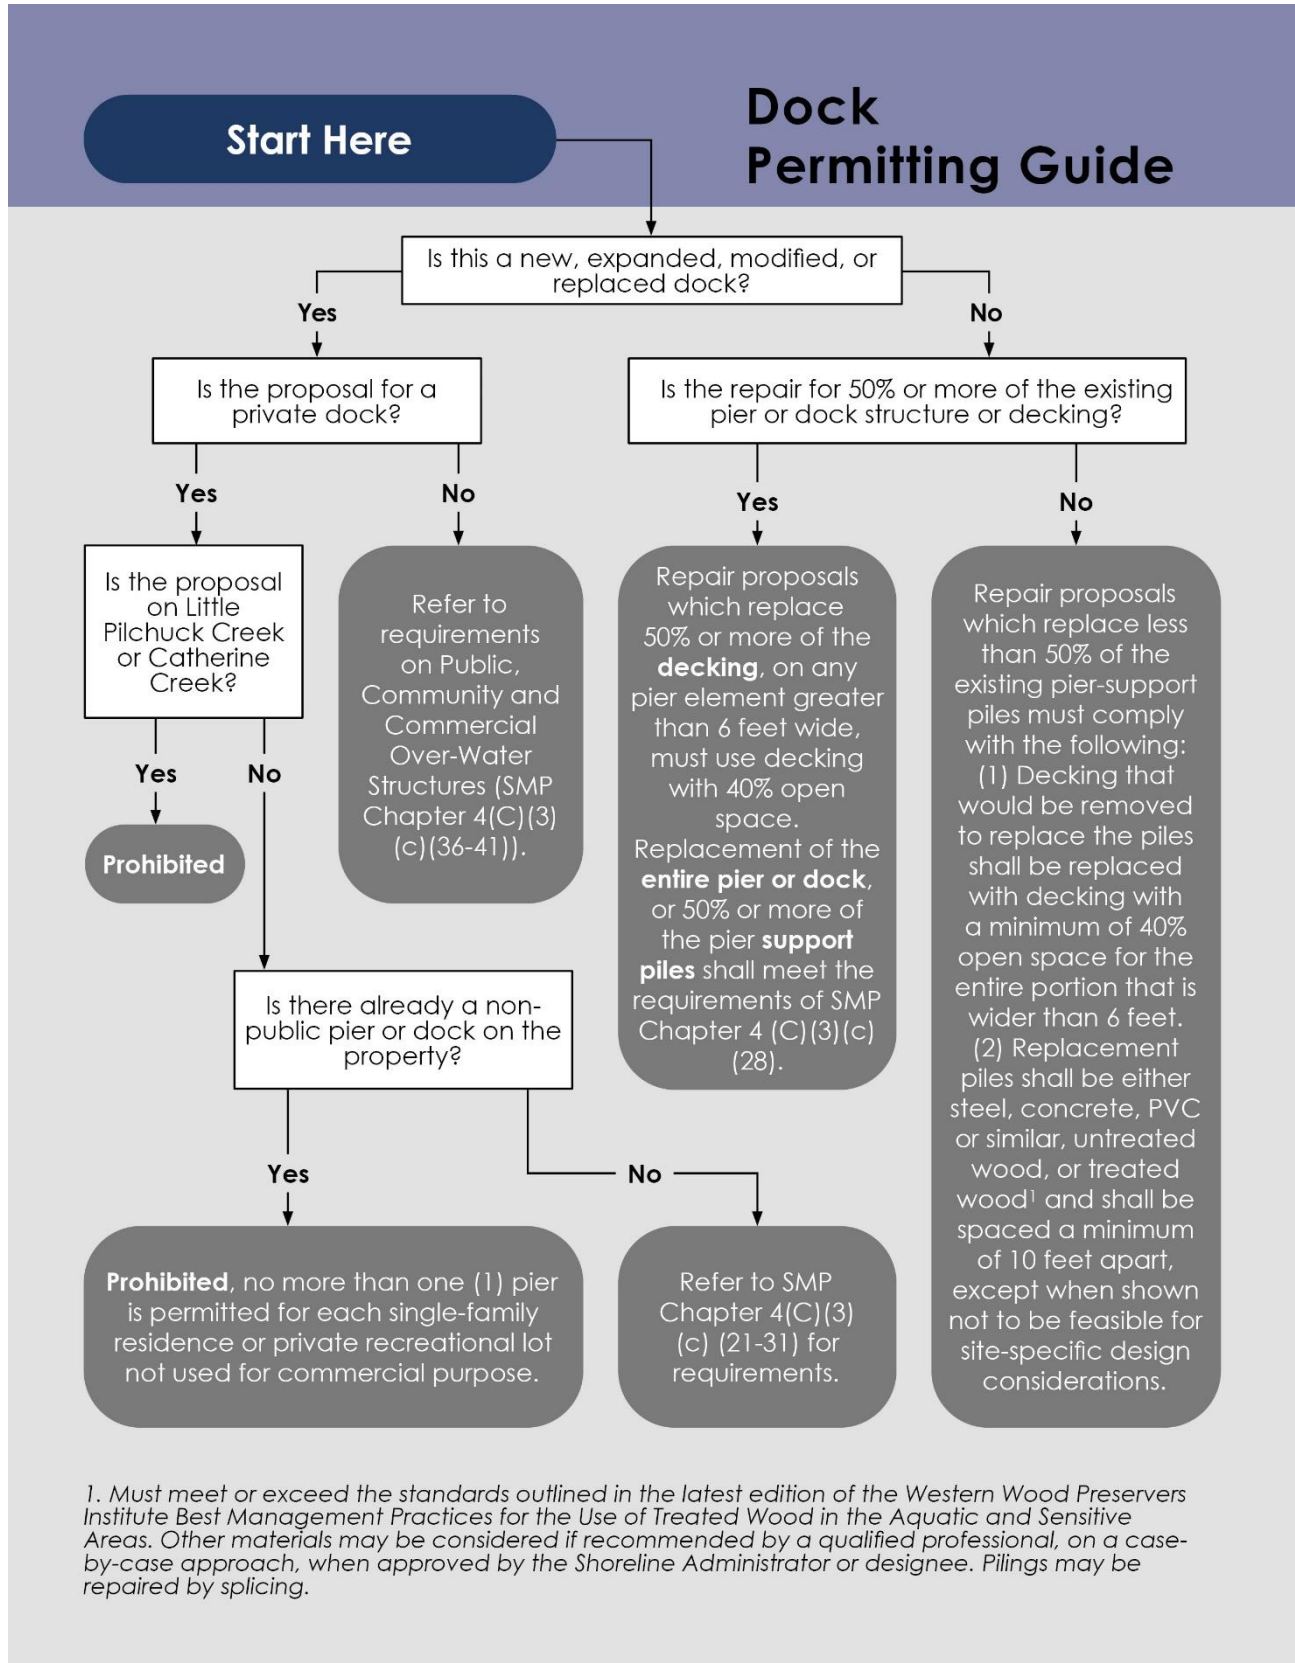 Start Here
Dock
Permitting Guide
Is this a new, expanded, modified, or
replaced dock?
Yes
No
Is the proposal for a
private dock?
Is the repair for 50% or more of the existing
pier or dock structure or decking?
Yes
No
Yes
No
Is the proposal
on Little
Pilchuck Creek
or Catherine
Creek?
Refer to
requirements
on Public,
Community and
Commercial
Over-Water
Structures (SMP
Chapter 4(C)(3)
(c)(36-41)).
Repair proposals
which replace
50% or more of the
decking, on any
pier element greater
than 6 feet wide,
must use decking
with 40% open
space.
Replacement of the
entire pier or dock,
or 50% or more of
the pier support
piles shall meet the
requirements of SMP
Chapter 4 (C)(3)(c)
(28).
Repair proposals
which replace less
than 50% of the
existing pier-support
piles must comply
with the following:
(1) Decking that
would be removed
to replace the piles
shall be replaced
with decking with
a minimum of 40%
open space for the
entire portion that is
wider than 6 feet.
(2) Replacement
piles shall be either
steel, concrete, PVC
or similar, untreated
wood, or treated
wood¹ and shall be
spaced a minimum
of 10 feet apart,
except when shown
not to be feasible for
site-specific design
considerations.
Yes
No
Prohibited
Is there already a non-
public pier or dock on the
property?
Yes
No
Prohibited, no more than one (1) pier
is permitted for each single-family
residence or private recreational lot
not used for commercial purpose.
Refer to SMP
Chapter 4(C)(3)
(c) (21-31) for
requirements.
1. Must meet or exceed the standards outlined in the latest edition of the Western Wood Preservers
Institute Best Management Practices for the Use of Treated Wood in the Aquatic and Sensitive
Areas. Other materials may be considered if recommended by a qualified professional, on a case-
by-case approach, when approved by the Shoreline Administrator or designee. Pilings may be
repaired by splicing.